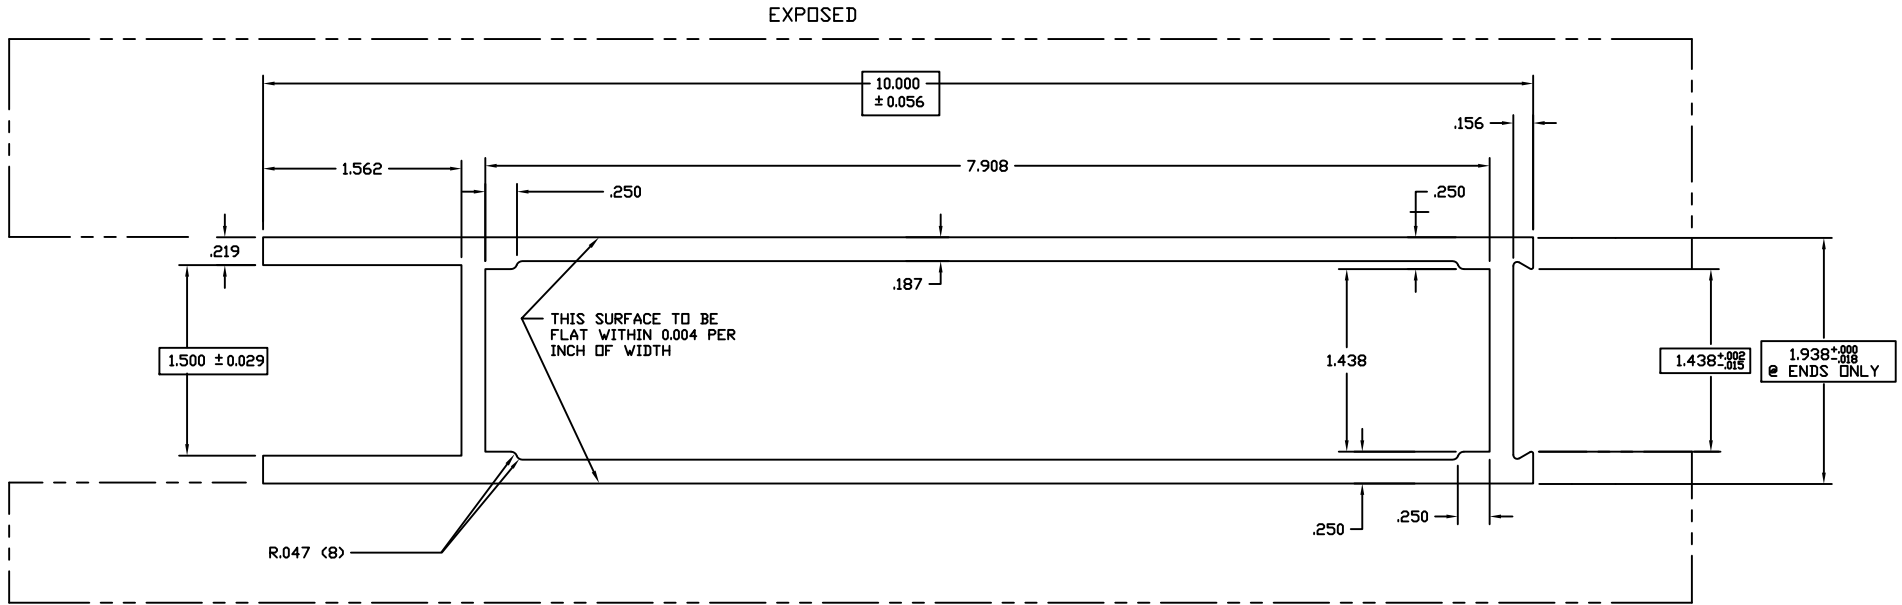 EXPOSED
10.000
± 0.056
.156
1.562
7.908
.250
.250
.219
.187
THIS SURFACE TO BE
FLAT WITHIN 0.004 PER
INCH OF WIDTH
1.500 ± 0.029
1.438
1.438 +.002 -.015
1.938 +.000 -.018
@ ENDS ONLY
.250
.250
R.047 (8)